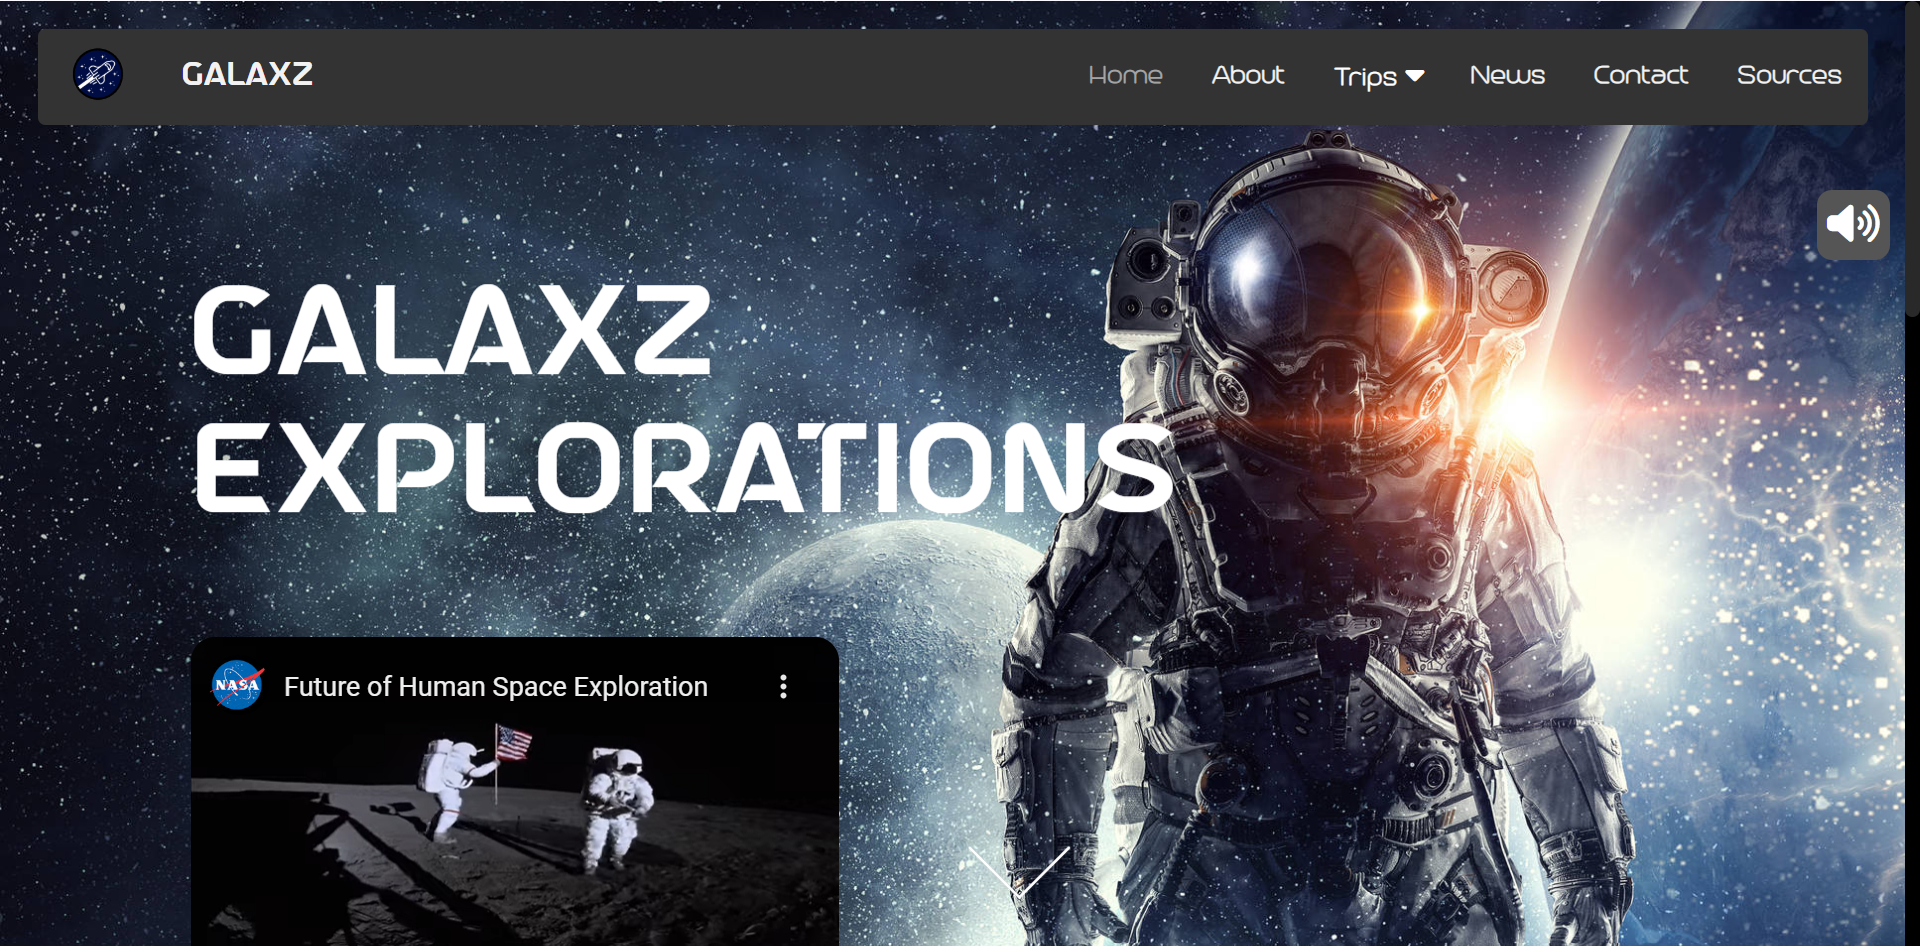 GALAXZ
Home About Trips News Contact Sources
GALAXZ
EXPLORATIONS
NASA
Future of Human Space Exploration